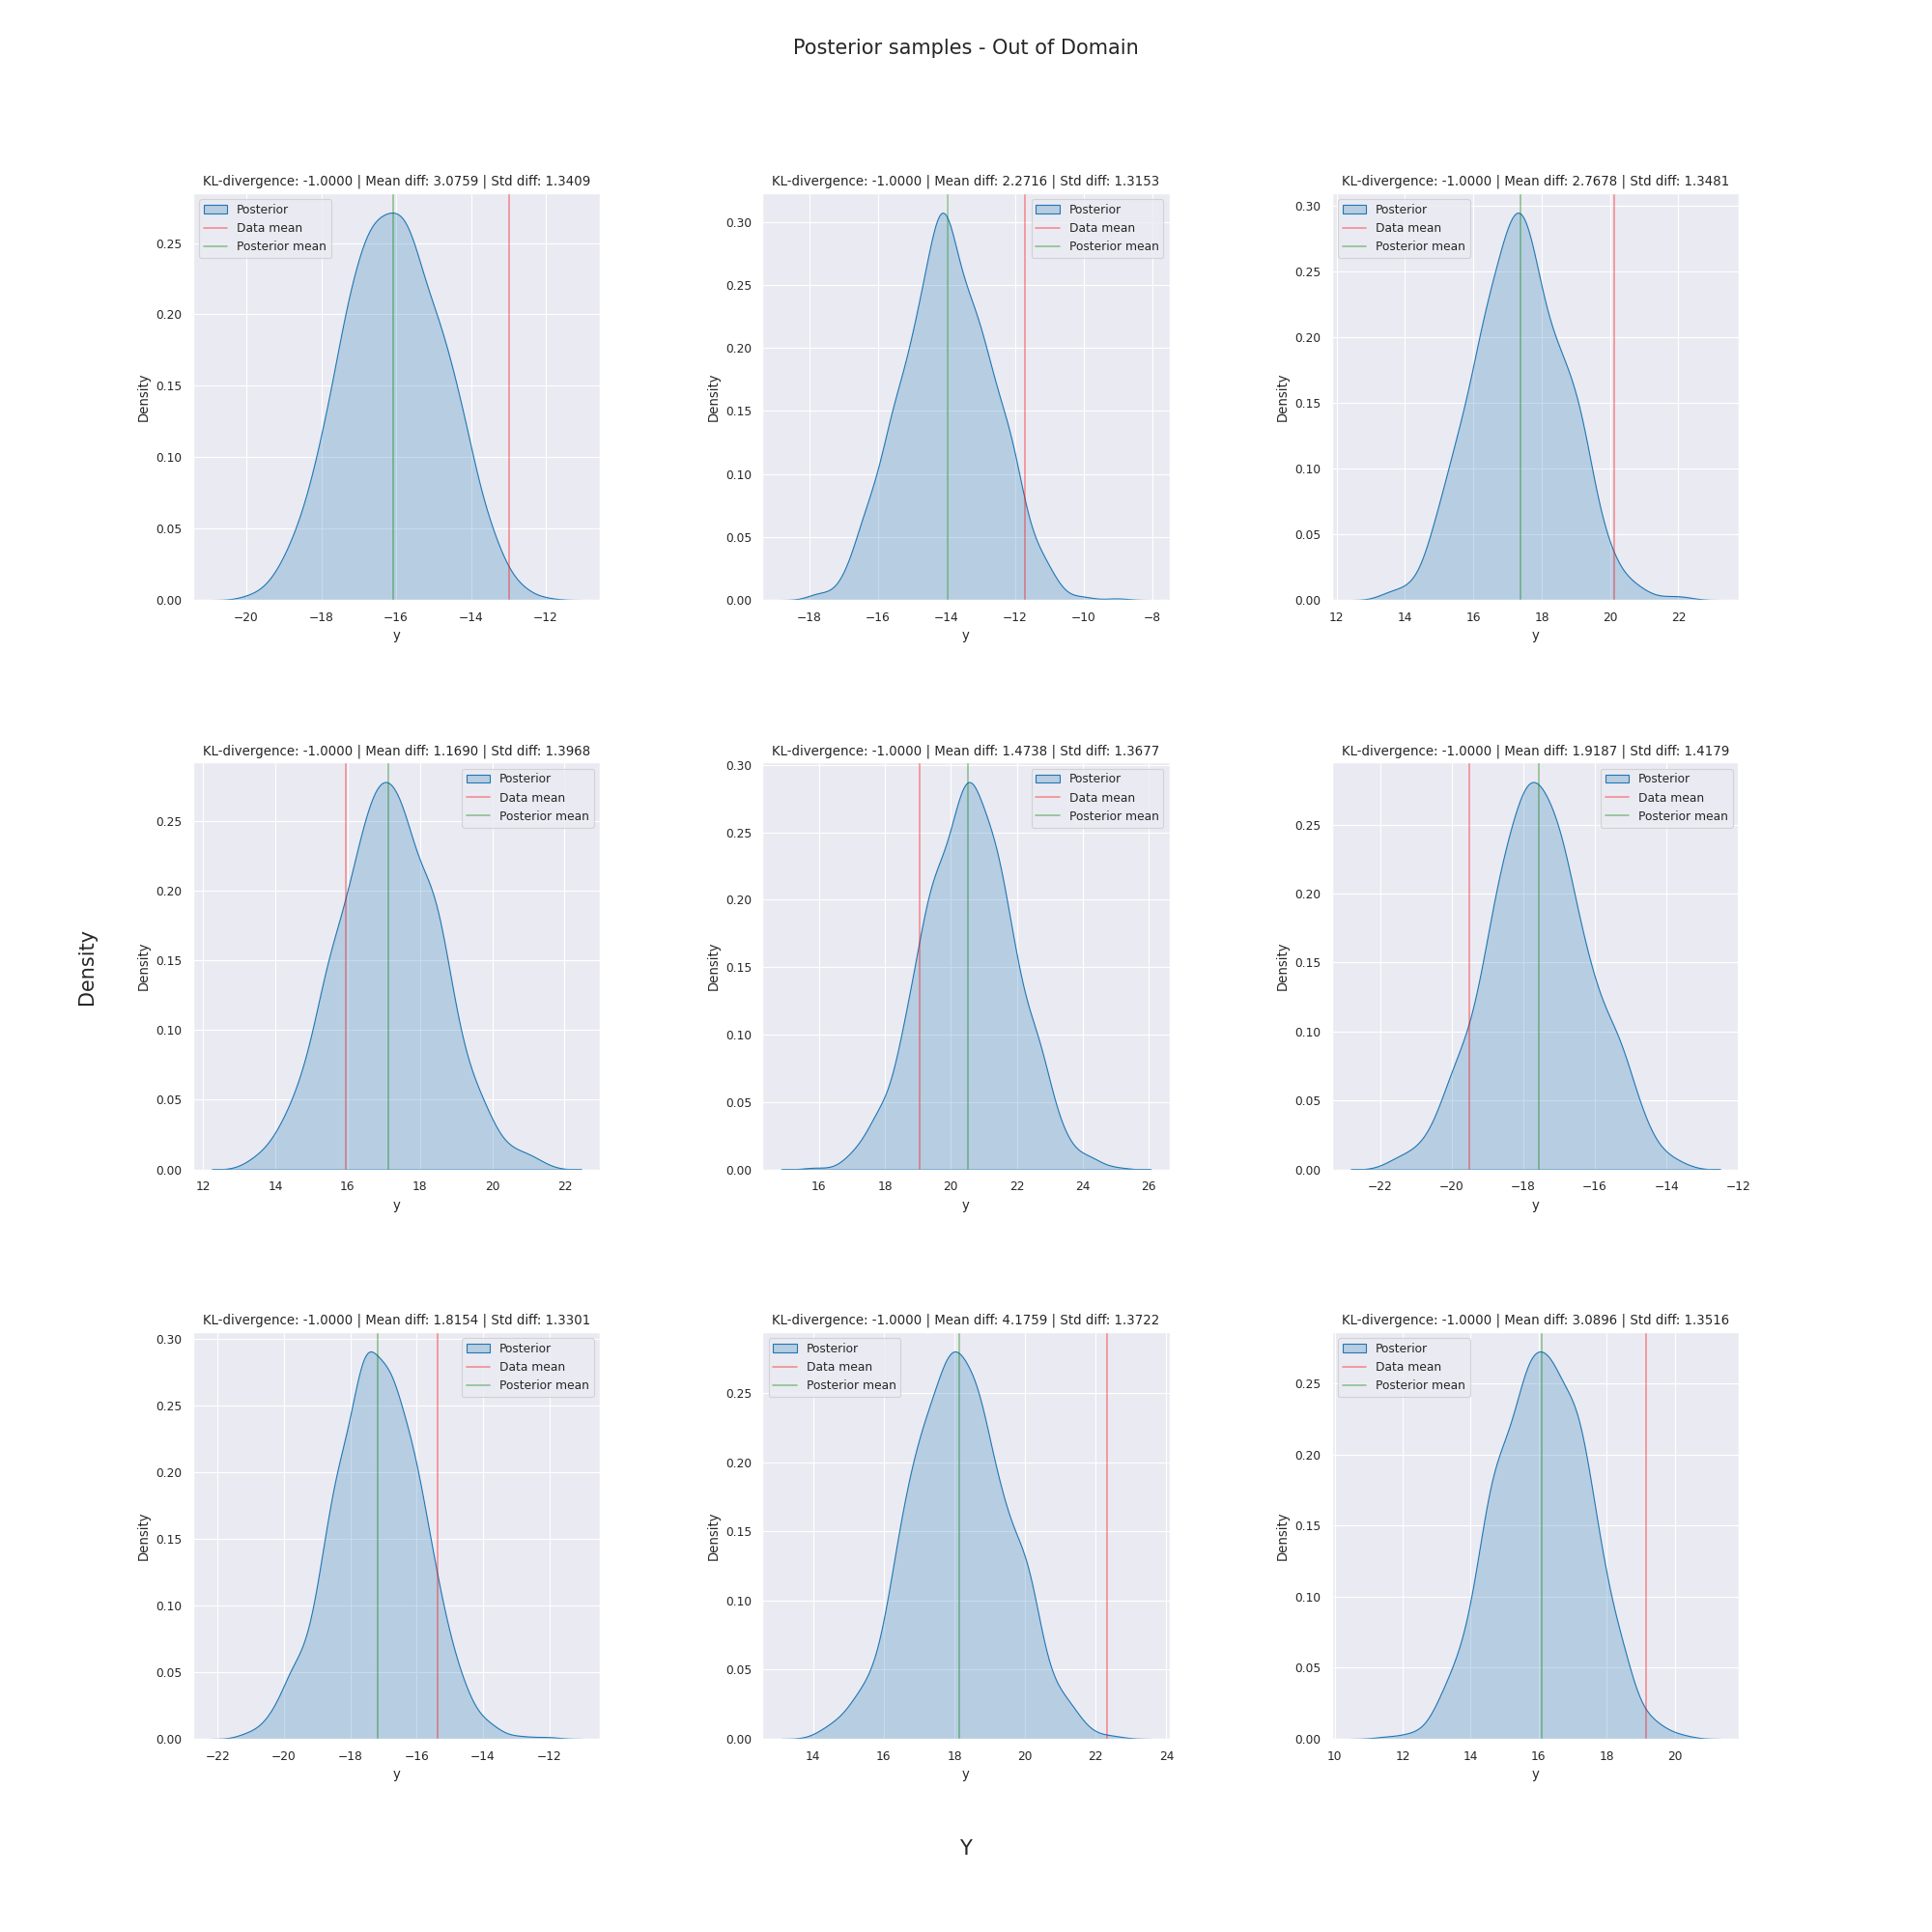 Posterior samples - Out of Domain
KL-divergence: -1.0000 | Mean diff: 3.0759 | Std diff: 1.3409
Posterior
Data mean
Posterior mean
0.25
0.20
0.15
0.10
0.05
0.00
Density
−20 −18 −16 −14 −12
y
KL-divergence: -1.0000 | Mean diff: 2.2716 | Std diff: 1.3153
Posterior
Data mean
Posterior mean
0.30
0.25
0.20
0.15
0.10
0.05
0.00
Density
−18 −16 −14 −12 −10 −8
y
KL-divergence: -1.0000 | Mean diff: 2.7678 | Std diff: 1.3481
Posterior
Data mean
Posterior mean
0.30
0.25
0.20
0.15
0.10
0.05
0.00
Density
12 14 16 18 20 22
y
KL-divergence: -1.0000 | Mean diff: 1.1690 | Std diff: 1.3968
Posterior
Data mean
Posterior mean
0.25
0.20
0.15
0.10
0.05
0.00
Density
12 14 16 18 20 22
y
KL-divergence: -1.0000 | Mean diff: 1.4738 | Std diff: 1.3677
Posterior
Data mean
Posterior mean
0.30
0.25
0.20
0.15
0.10
0.05
0.00
Density
16 18 20 22 24 26
y
KL-divergence: -1.0000 | Mean diff: 1.9187 | Std diff: 1.4179
Posterior
Data mean
Posterior mean
0.25
0.20
0.15
0.10
0.05
0.00
Density
−22 −20 −18 −16 −14 −12
y
KL-divergence: -1.0000 | Mean diff: 1.8154 | Std diff: 1.3301
Posterior
Data mean
Posterior mean
0.30
0.25
0.20
0.15
0.10
0.05
0.00
Density
−22 −20 −18 −16 −14 −12
y
KL-divergence: -1.0000 | Mean diff: 4.1759 | Std diff: 1.3722
Posterior
Data mean
Posterior mean
0.25
0.20
0.15
0.10
0.05
0.00
Density
14 16 18 20 22 24
y
KL-divergence: -1.0000 | Mean diff: 3.0896 | Std diff: 1.3516
Posterior
Data mean
Posterior mean
0.25
0.20
0.15
0.10
0.05
0.00
Density
10 12 14 16 18 20
y
Density
Y